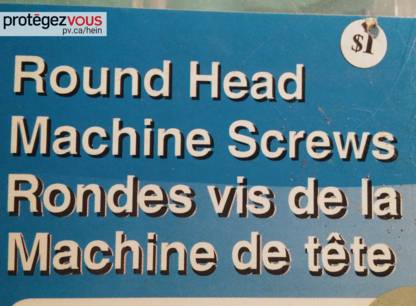 protégezvous
pv.ca/hein
$1
Round Head
Machine Screws
Rondes vis de la
Machine de tête